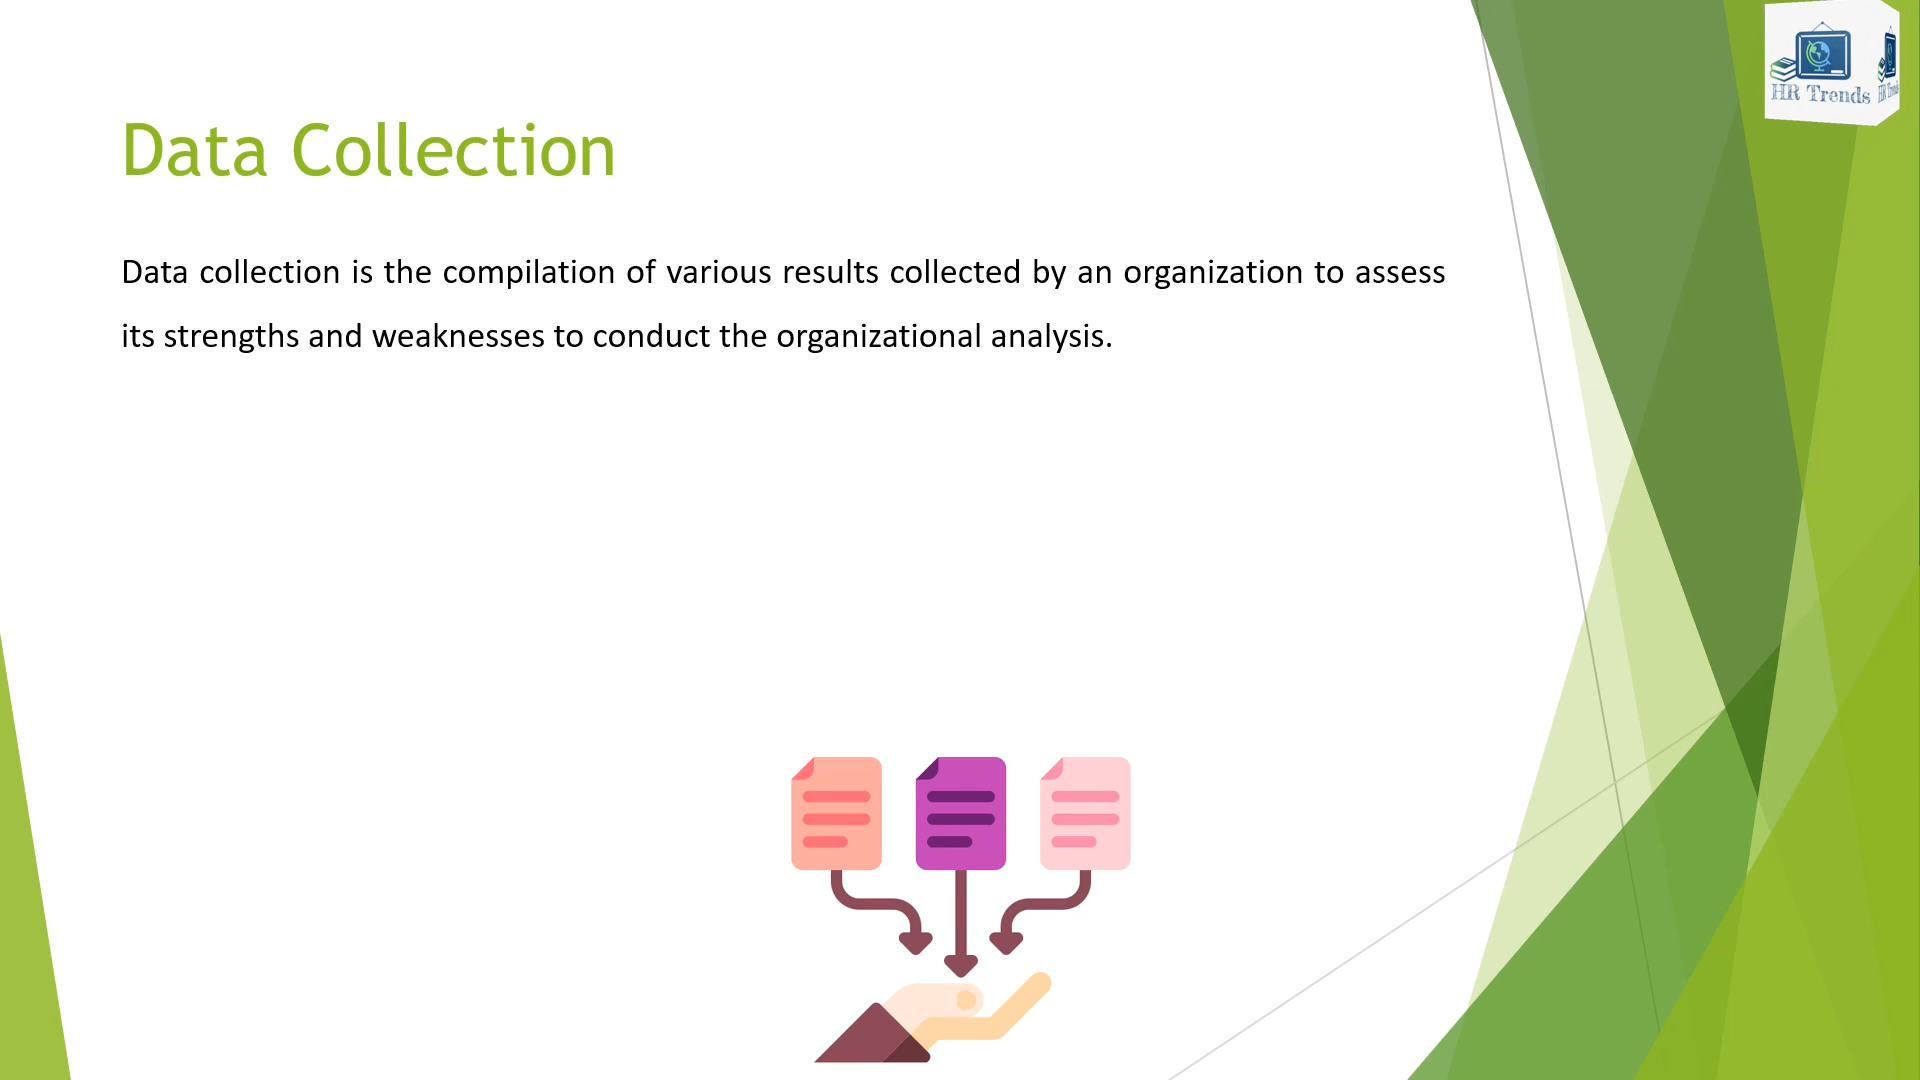 HR Trends
Data Collection
Data collection is the compilation of various results collected by an organization to assess
its strengths and weaknesses to conduct the organizational analysis.